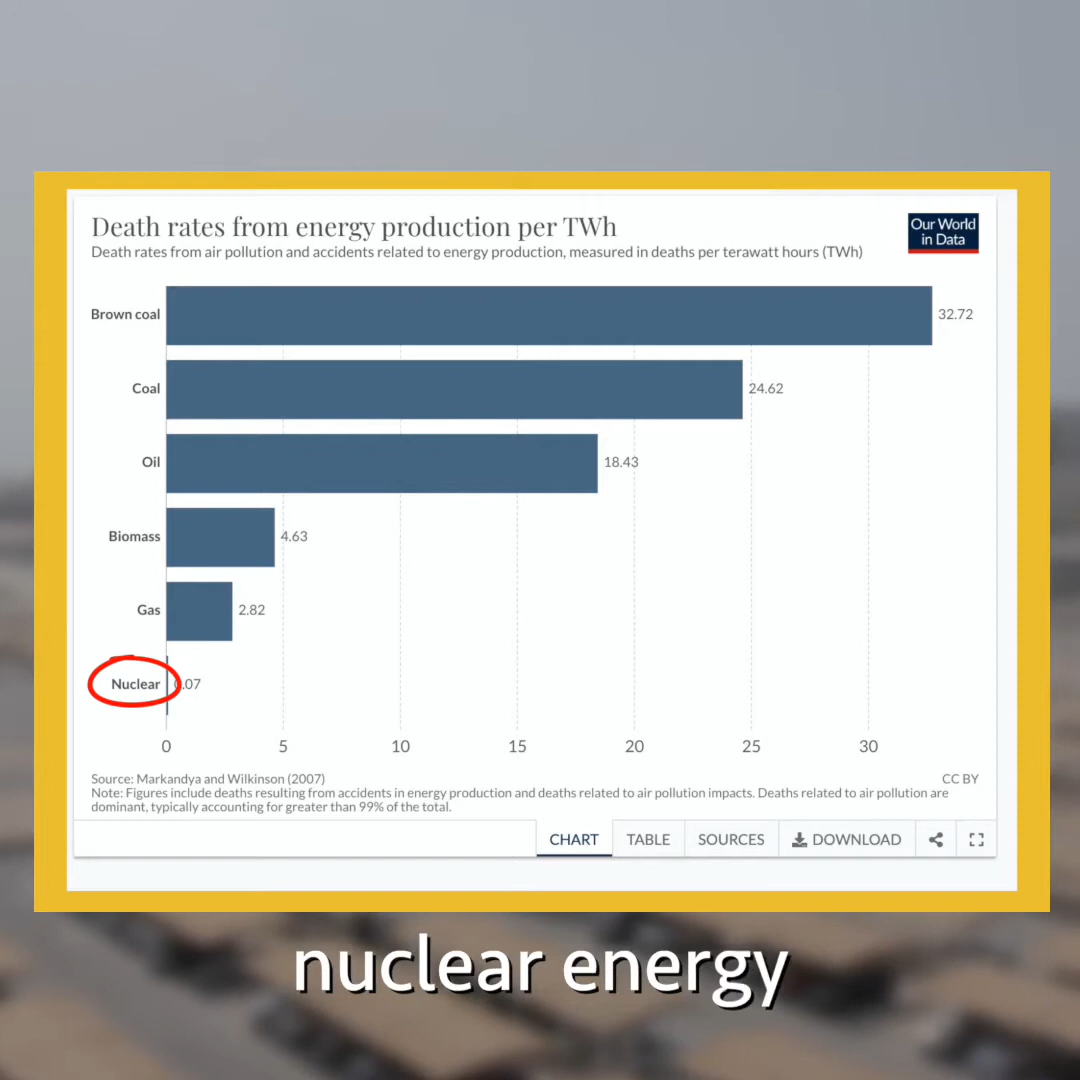 Death rates from energy production per TWh
Death rates from air pollution and accidents related to energy production, measured in deaths per terawatt hours (TWh)
Our World
in Data
Brown coal
32.72
Coal
24.62
Oil
18.43
Biomass
4.63
Gas
2.82
Nuclear
0.07
0 5 10 15 20 25 30
Source: Markandya and Wilkinson (2007)
CC BY
Note: Figures include deaths resulting from accidents in energy production and deaths related to air pollution impacts. Deaths related to air pollution are
dominant, typically accounting for greater than 99% of the total.
CHART TABLE SOURCES DOWNLOAD
nuclear energy